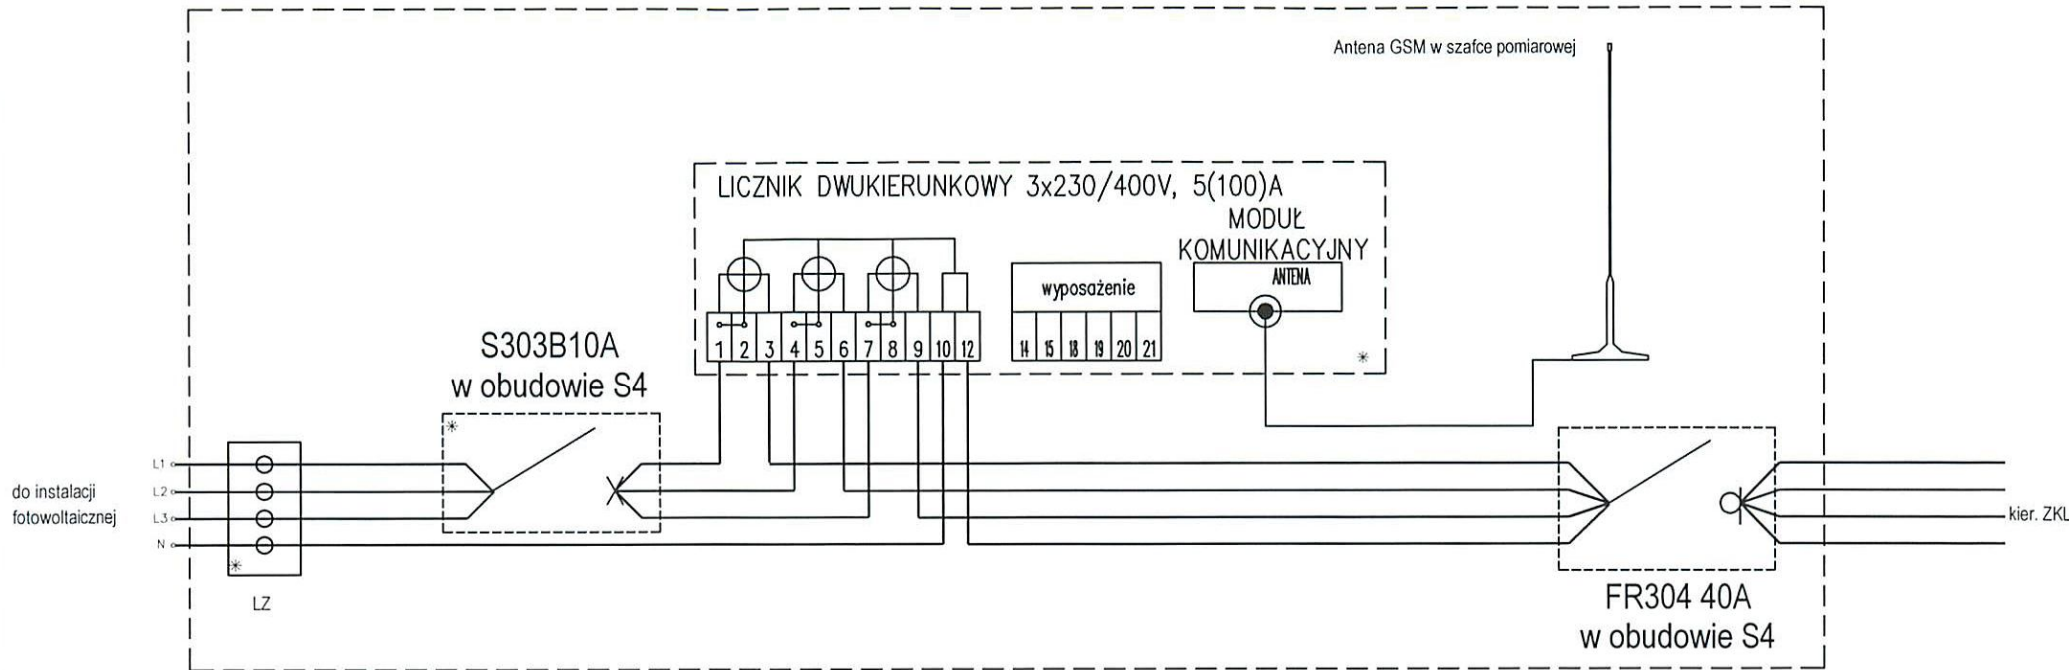 Antena GSM w szafce pomiarowej
LICZNIK DWUKIERUNKOWY 3x230/400V, 5(100)A
MODUŁ
KOMUNIKACYJNY
ANTENA
wyposażenie
1 2 3 4 5 6 7 8 9 10 12
14 15 18 19 20 21
*
S303B10A
w obudowie S4
*
L1
L2
L3
N
do instalacji
fotowoltaicznej
*
LZ
kier. ZKL
FR304 40A
w obudowie S4